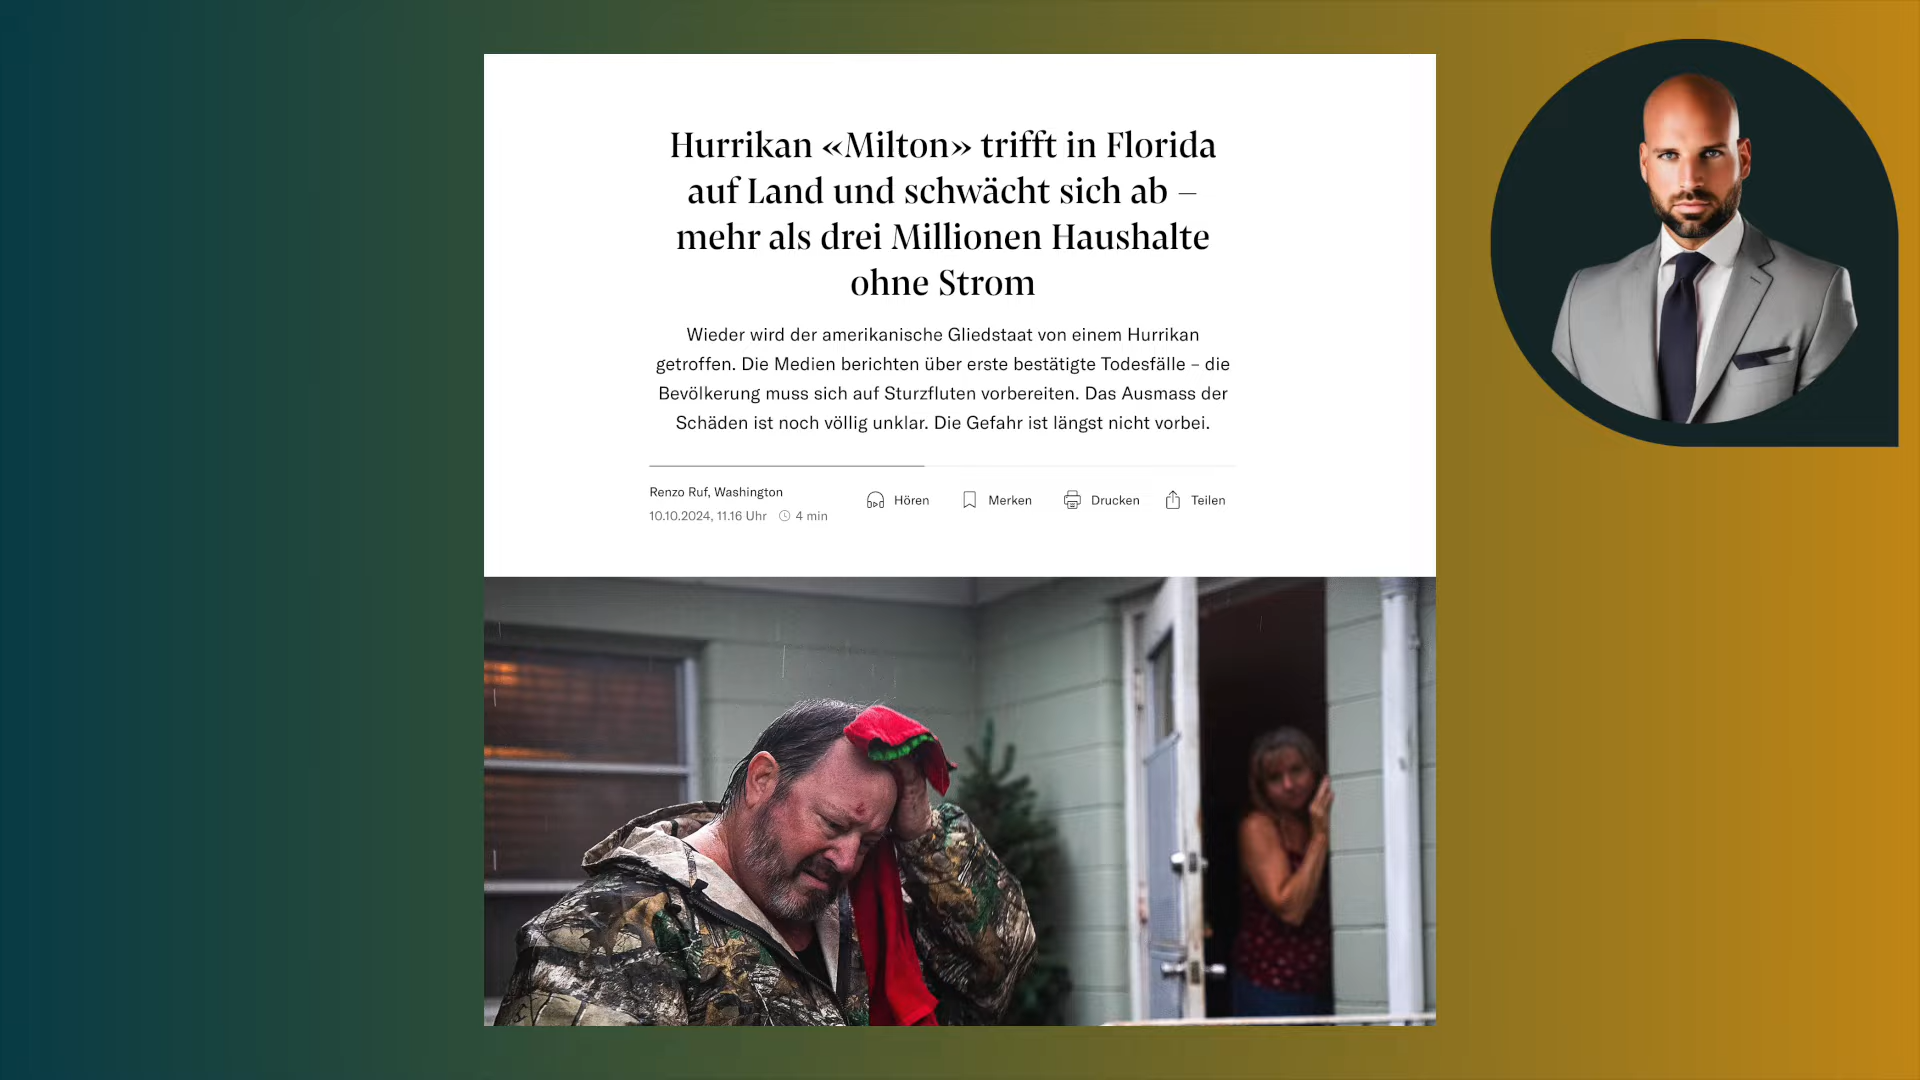 Hurrikan «Milton» trifft in Florida
auf Land und schwächt sich ab –
mehr als drei Millionen Haushalte
ohne Strom
Wieder wird der amerikanische Gliedstaat von einem Hurrikan
getroffen. Die Medien berichten über erste bestätigte Todesfälle – die
Bevölkerung muss sich auf Sturzfluten vorbereiten. Das Ausmass der
Schäden ist noch völlig unklar. Die Gefahr ist längst nicht vorbei.
Renzo Ruf, Washington
10.10.2024, 11.16 Uhr 4 min
Hören Merken Drucken Teilen